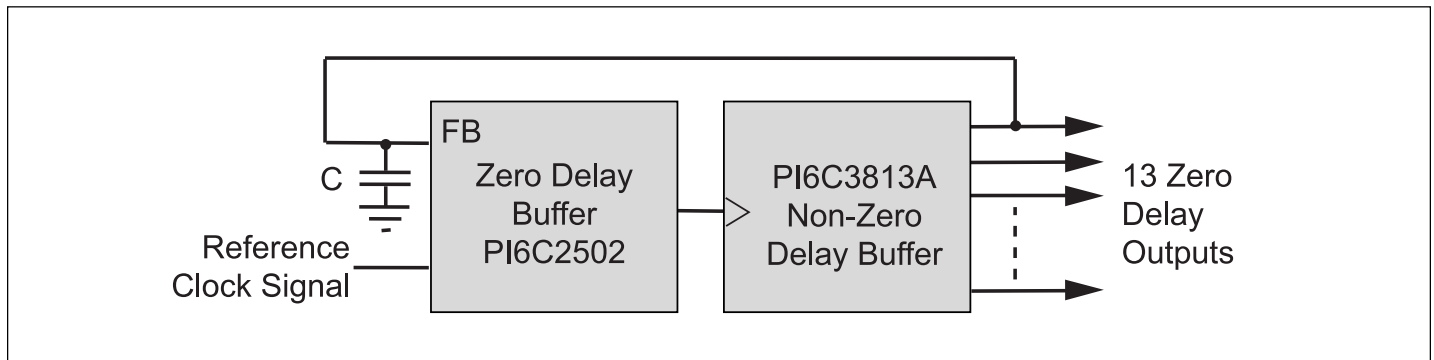 FB
Zero Delay
Buffer
PI6C2502
C
Reference
Clock Signal
PI6C3813A
Non-Zero
Delay Buffer
13 Zero
Delay
Outputs